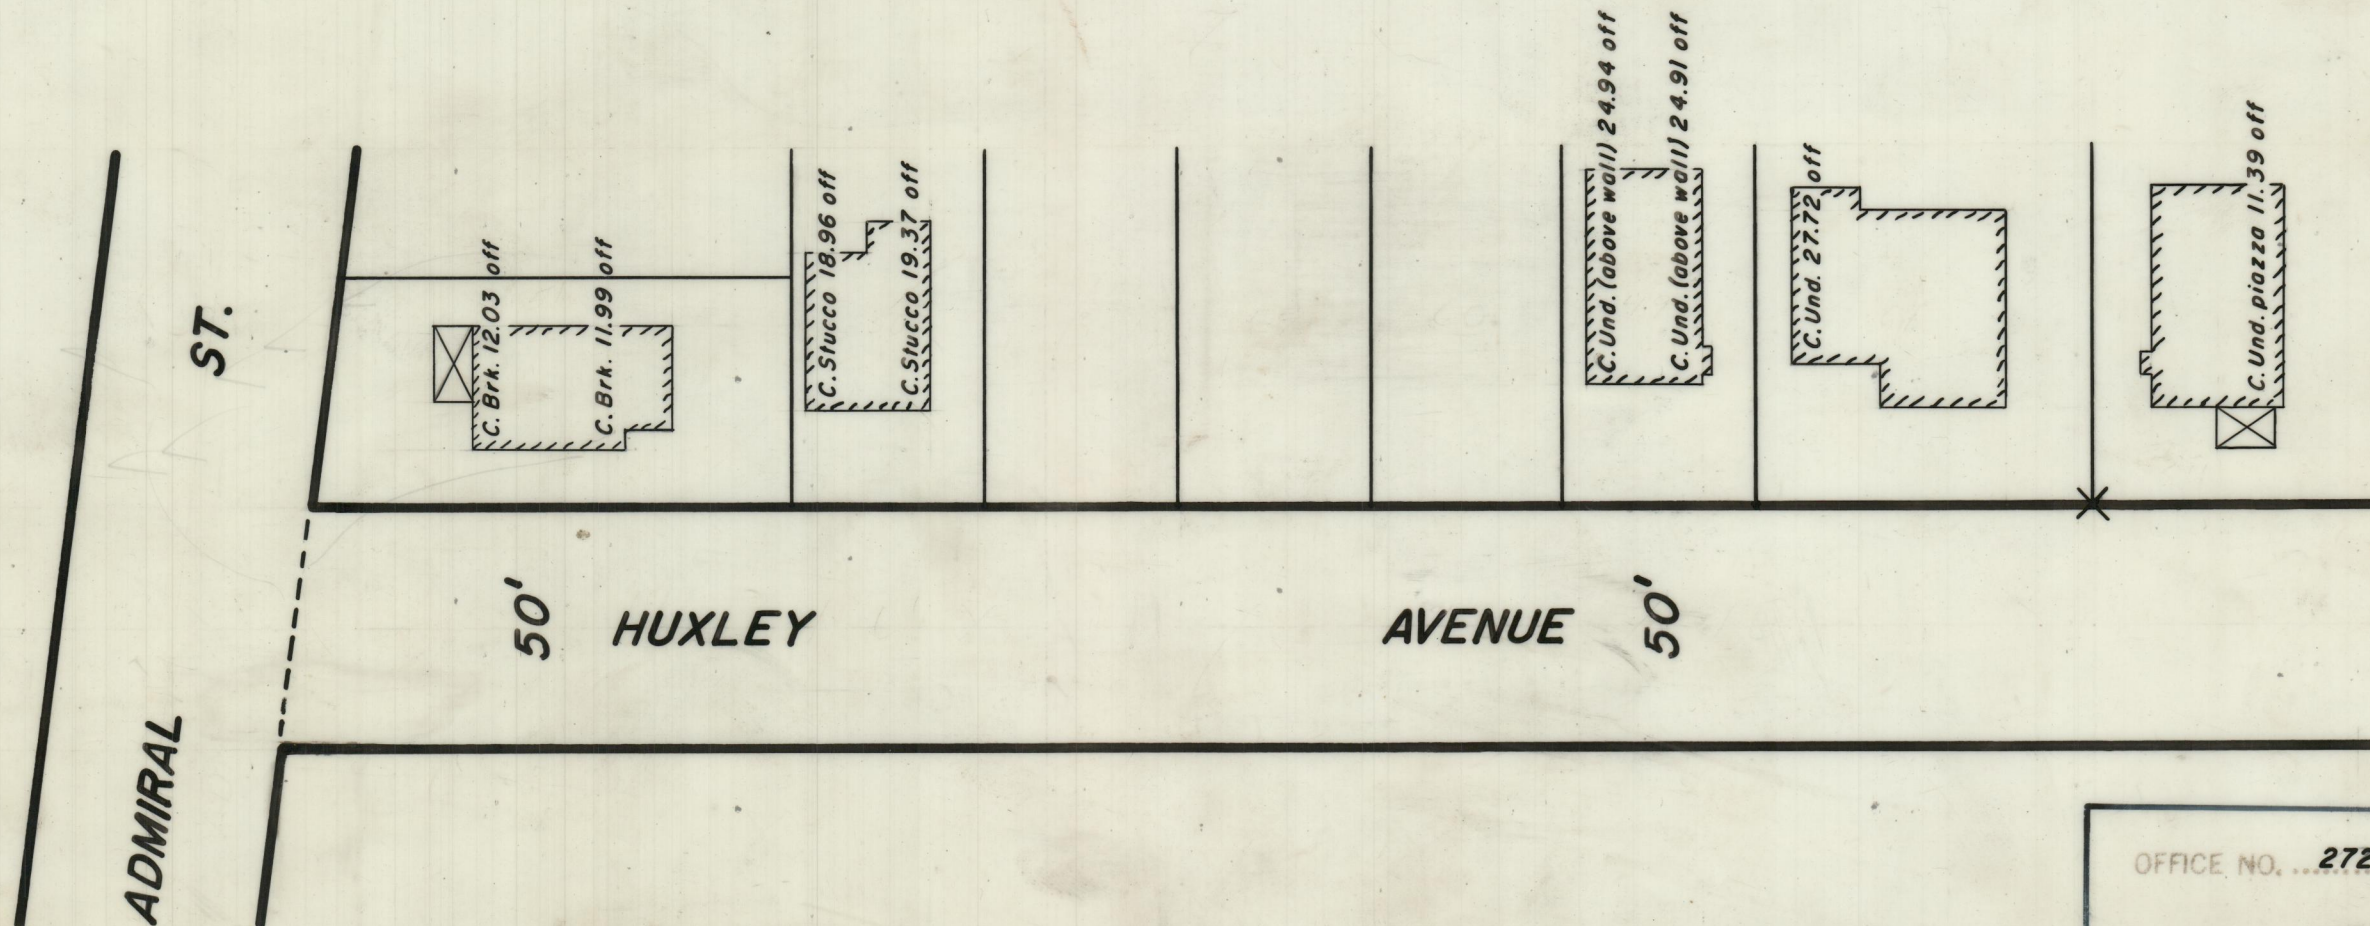 C. Brk. 12.03 off
C. Brk. 11.99 off
C. Stucco 18.96 off
C. Stucco 19.37 off
C. Und. (above wall) 24.94 off
C. Und. (above wall) 24.91 off
C. Und. 27.72 off
C. Und. piazza 11.39 off
ADMIRAL ST.
50' HUXLEY AVENUE 50'
OFFICE NO. ....... 272